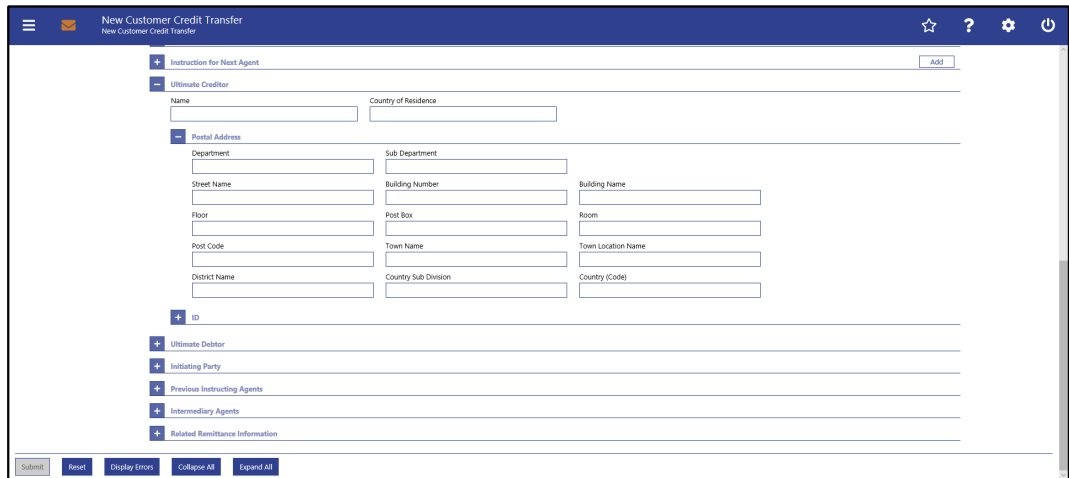 New Customer Credit Transfer
New Customer Credit Transfer
Instruction for Next Agent Add
Ultimate Creditor
Name Country of Residence
Postal Address
Department Sub Department
Street Name Building Number Building Name
Floor Post Box Room
Post Code Town Name Town Location Name
District Name Country Sub Division Country (Code)
ID
Ultimate Debtor
Initiating Party
Previous Instructing Agents
Intermediary Agents
Related Remittance Information
Submit Reset Display Errors Collapse All Expand All